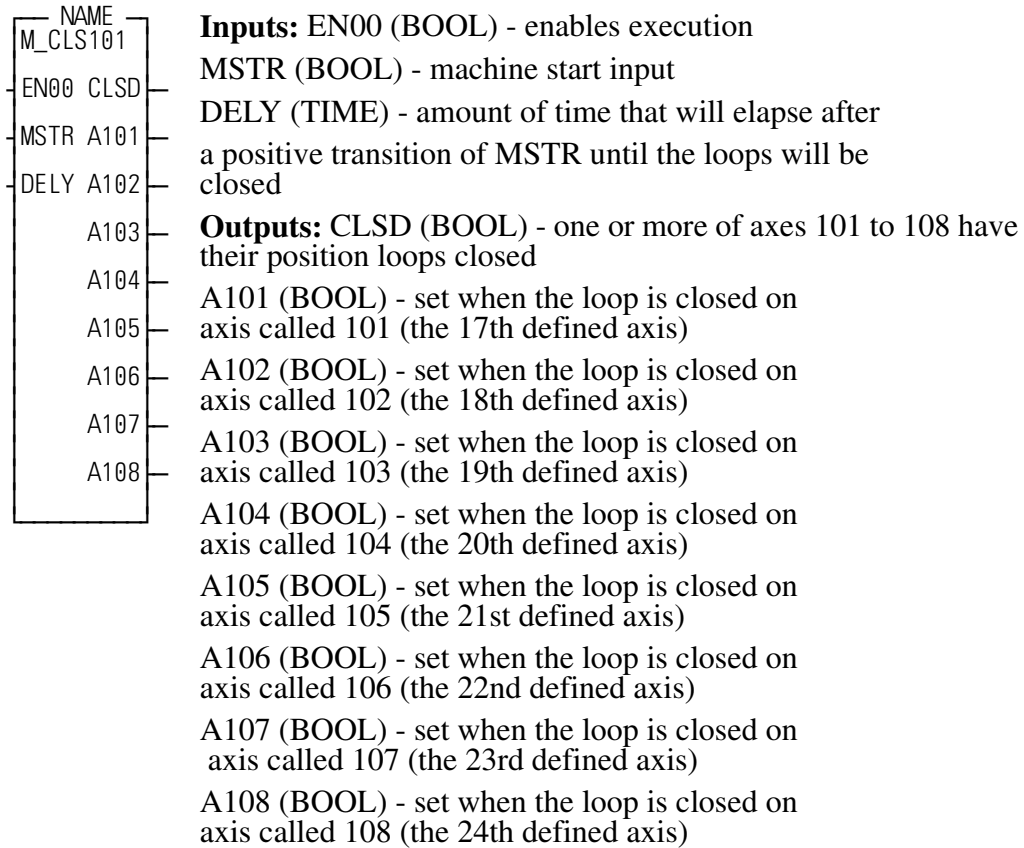 NAME
M_CLS101
EN00 CLSD
MSTR A101
DELY A102
A103
A104
A105
A106
A107
A108
Inputs: EN00 (BOOL) - enables execution
MSTR (BOOL) - machine start input
DELY (TIME) - amount of time that will elapse after
a positive transition of MSTR until the loops will be
closed
Outputs: CLSD (BOOL) - one or more of axes 101 to 108 have
their position loops closed
A101 (BOOL) - set when the loop is closed on
axis called 101 (the 17th defined axis)
A102 (BOOL) - set when the loop is closed on
axis called 102 (the 18th defined axis)
A103 (BOOL) - set when the loop is closed on
axis called 103 (the 19th defined axis)
A104 (BOOL) - set when the loop is closed on
axis called 104 (the 20th defined axis)
A105 (BOOL) - set when the loop is closed on
axis called 105 (the 21st defined axis)
A106 (BOOL) - set when the loop is closed on
axis called 106 (the 22nd defined axis)
A107 (BOOL) - set when the loop is closed on
axis called 107 (the 23rd defined axis)
A108 (BOOL) - set when the loop is closed on
axis called 108 (the 24th defined axis)